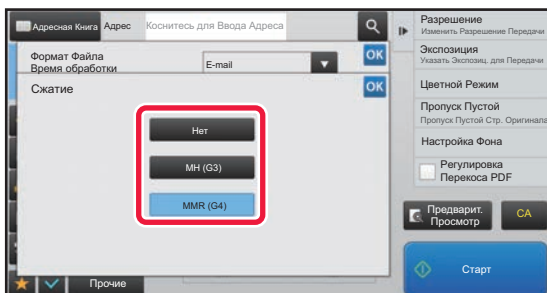 Адресная Книга
Адрес
Коснитесь для Ввода Адреса
Формат Файла
Время обработки
E-mail
OK
Сжатие
OK
Нет
MH (G3)
MMR (G4)
Прочие
Разрешение
Изменить Разрешение Передачи
Экспозиция
Указать Экспозиц. для Передачи
Цветной Режим
Пропуск Пустой
Пропуск Пустой Стр. Оригинала
Настройка Фона
Регулировка
Перекоса PDF
Предварит.
Просмотр
CA
Старт